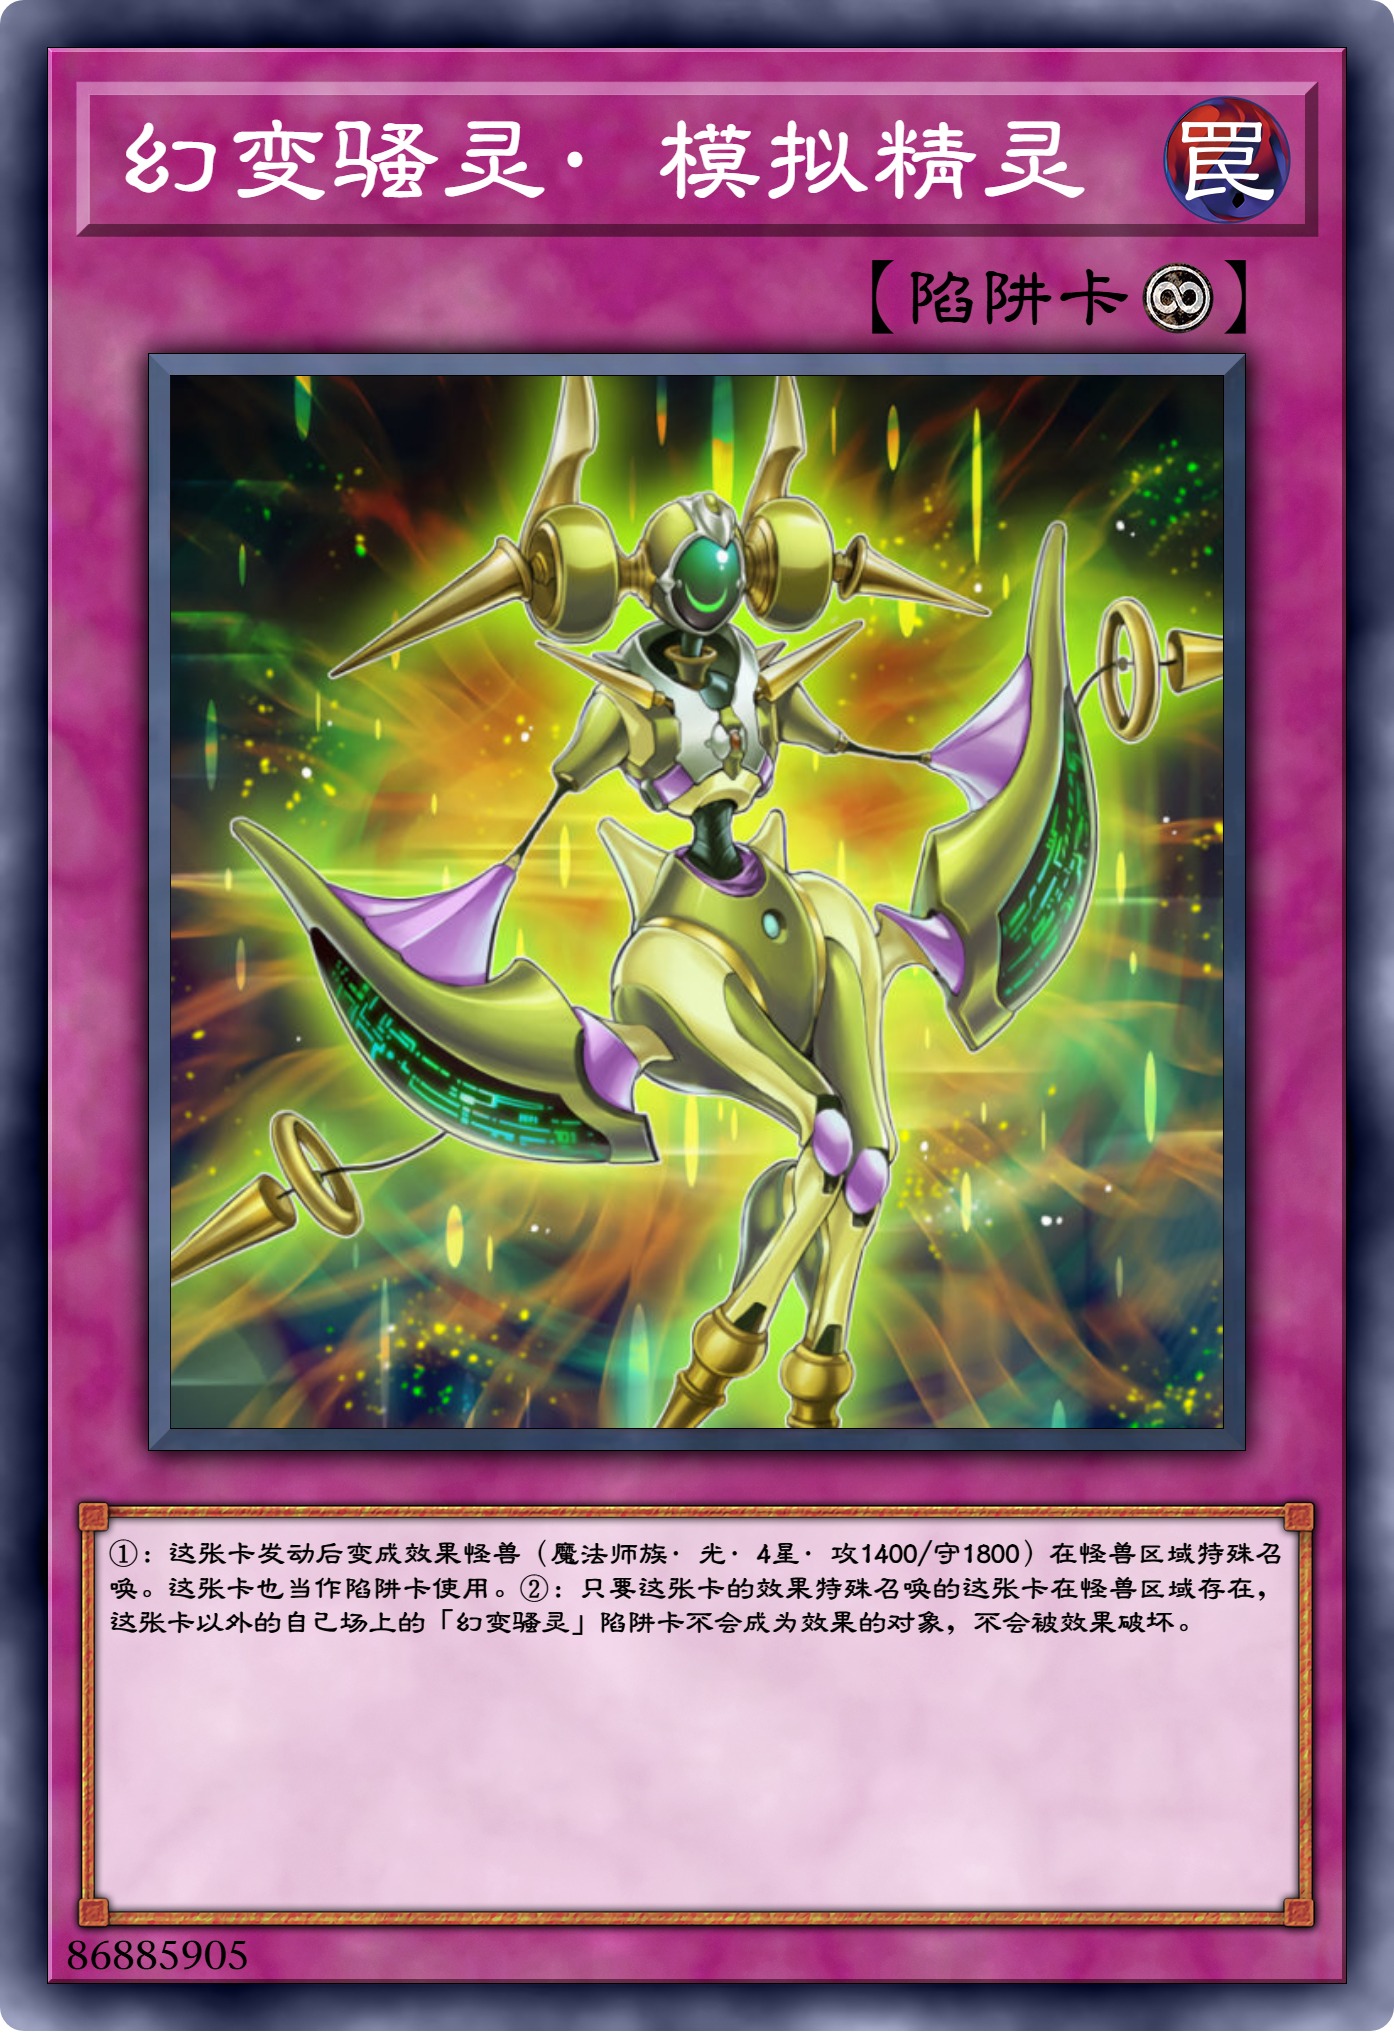 幻变骚灵·模拟精灵 罠
【陷阱卡】
①：这张卡发动后变成效果怪兽（魔法师族·光·4星·攻1400/守1800）在怪兽区域特殊召
唤。这张卡也当作陷阱卡使用。②：只要这张卡的效果特殊召唤的这张卡在怪兽区域存在，
这张卡以外的自己场上的「幻变骚灵」陷阱卡不会成为效果的对象，不会被效果破坏。
86885905